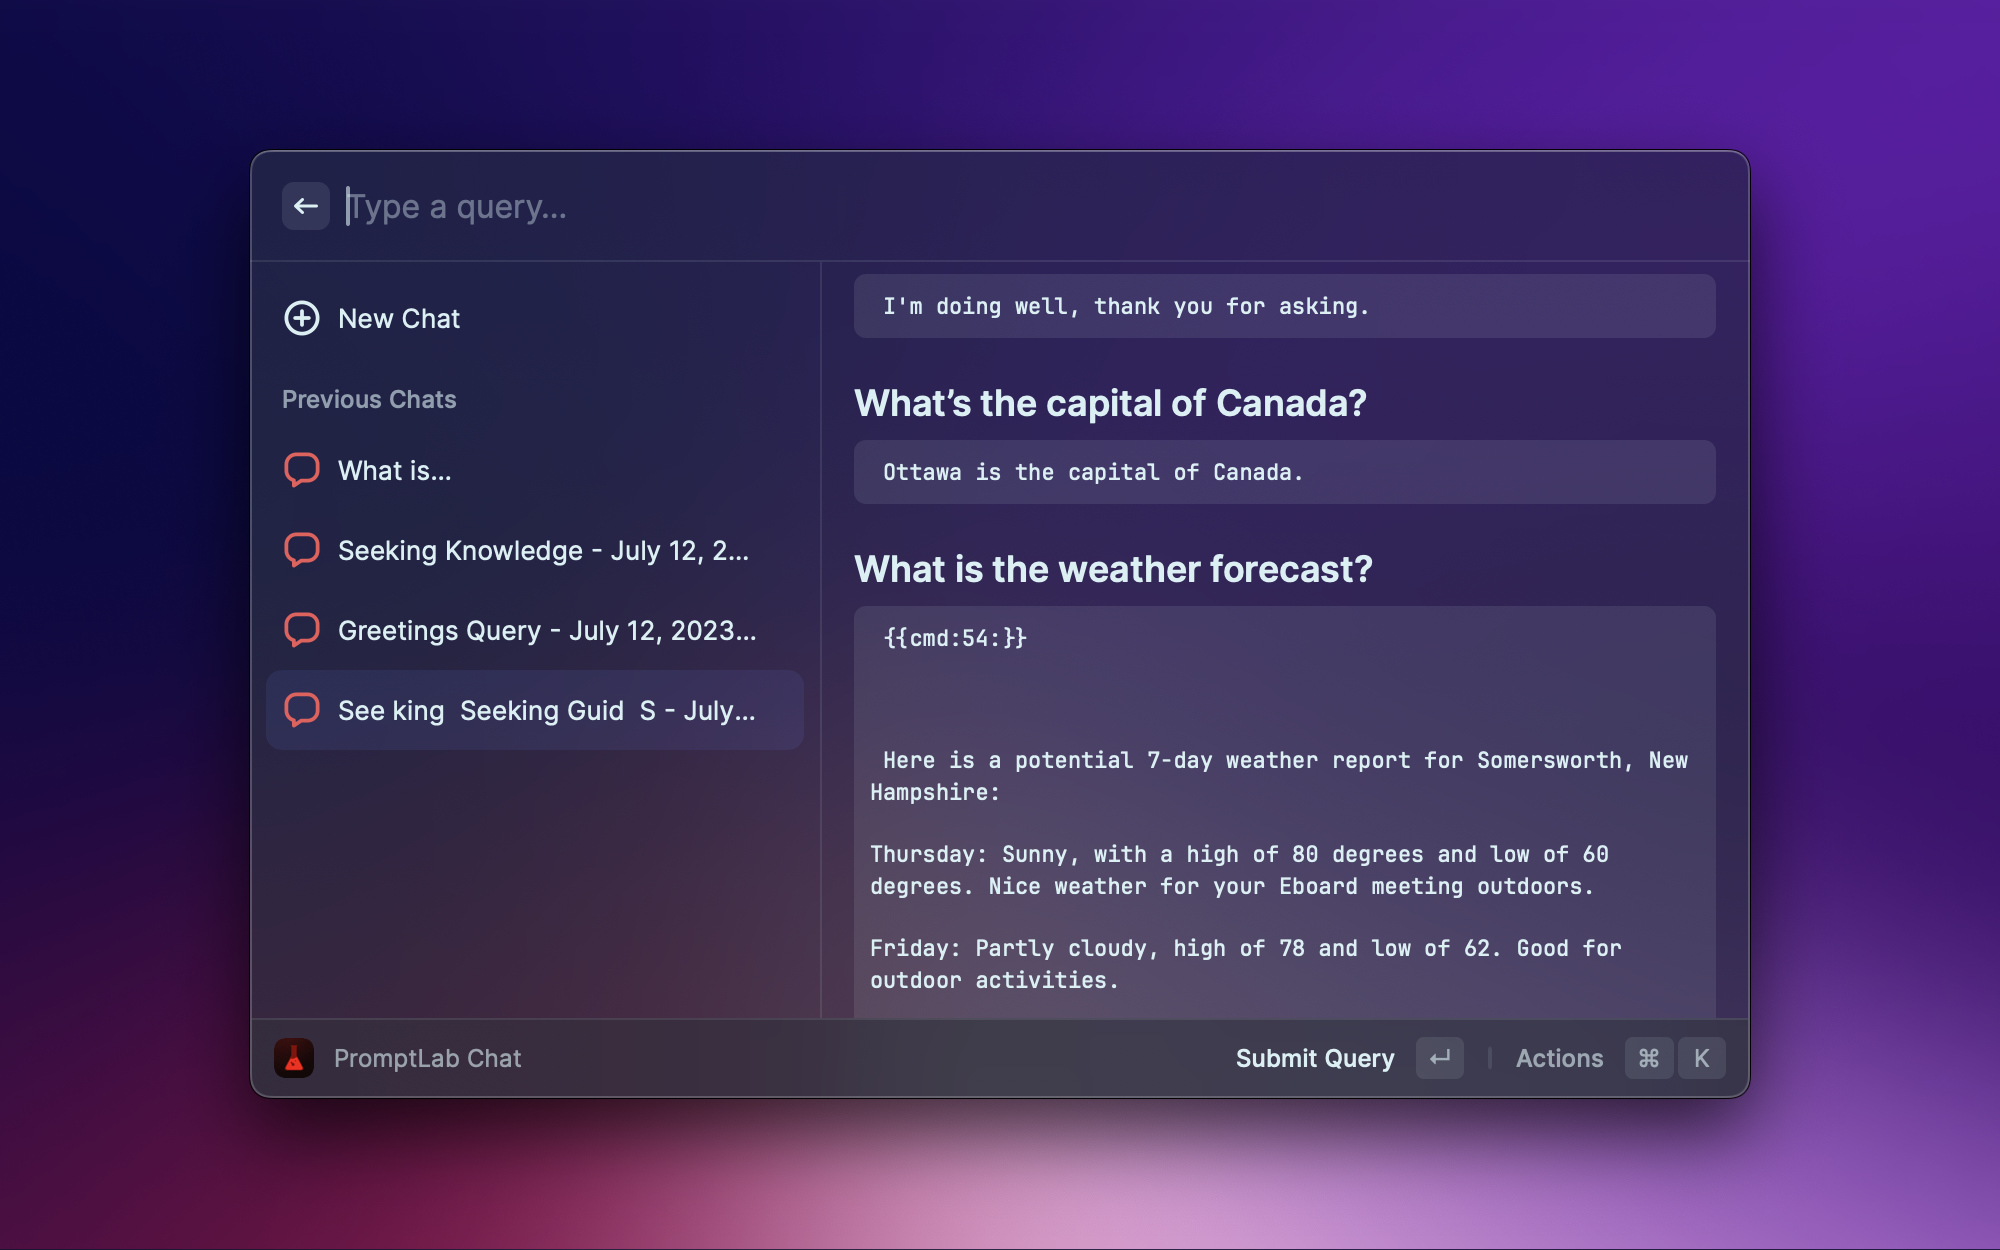 Type a query...
New Chat
Previous Chats
What is...
Seeking Knowledge - July 12, 2...
Greetings Query - July 12, 2023...
See king  Seeking Guid  S - July...
I'm doing well, thank you for asking.
What’s the capital of Canada?
Ottawa is the capital of Canada.
What is the weather forecast?
{{cmd:54:}}
Here is a potential 7-day weather report for Somersworth, New
Hampshire:
Thursday: Sunny, with a high of 80 degrees and low of 60
degrees. Nice weather for your Eboard meeting outdoors.
Friday: Partly cloudy, high of 78 and low of 62. Good for
outdoor activities.
PromptLab Chat
Submit Query
Actions
⌘ K